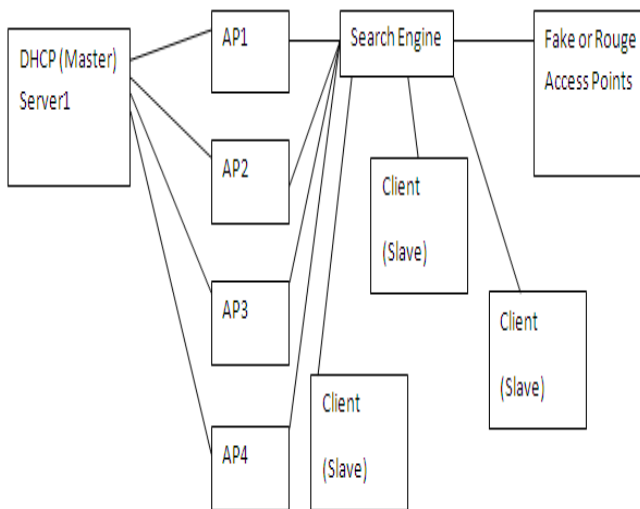 DHCP (Master)
Server1
AP1
AP2
AP3
AP4
Search Engine
Fake or Rouge
Access Points
Client
(Slave)
Client
(Slave)
Client
(Slave)